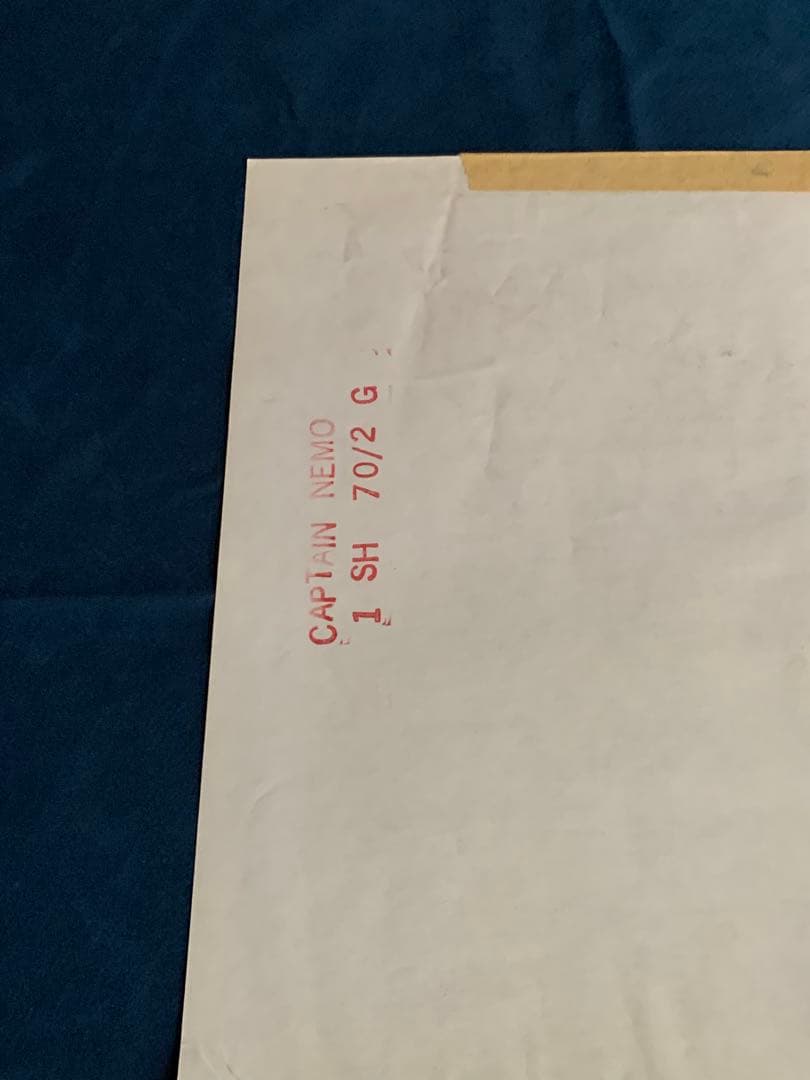 CAPTAIN NEMO
1 SH 70/2 G